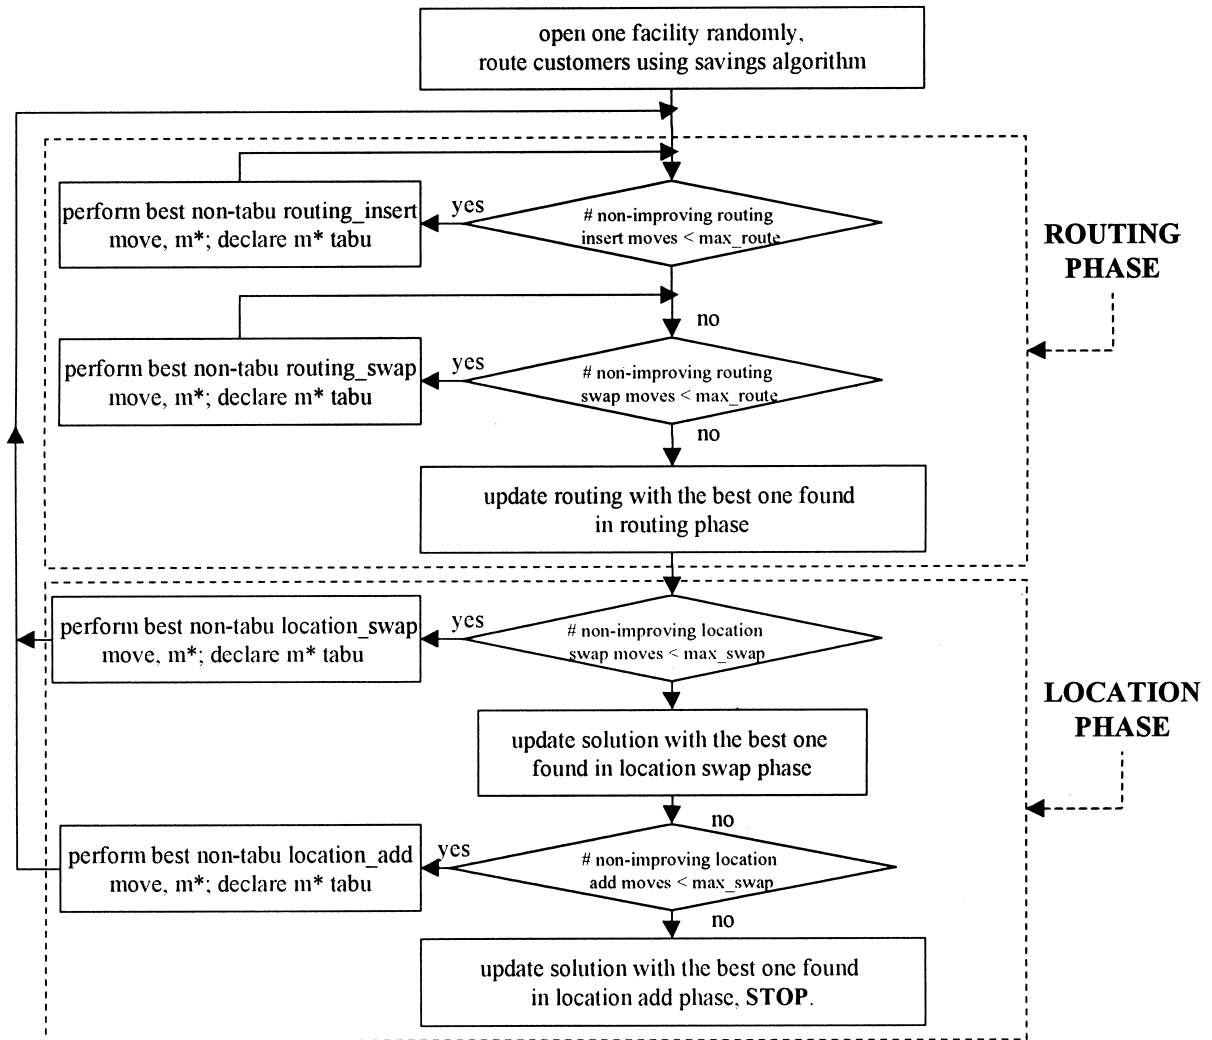 open one facility randomly,
route customers using savings algorithm
perform best non-tabu routing_insert
move, m*; declare m* tabu
yes
# non-improving routing
insert moves < max_route
ROUTING
PHASE
no
perform best non-tabu routing_swap
move, m*; declare m* tabu
yes
# non-improving routing
swap moves < max_route
no
update routing with the best one found
in routing phase
perform best non-tabu location_swap
move, m*; declare m* tabu
yes
# non-improving location
swap moves < max_swap
LOCATION
PHASE
update solution with the best one
found in location swap phase
no
perform best non-tabu location_add
move, m*; declare m* tabu
yes
# non-improving location
add moves < max_swap
no
update solution with the best one found
in location add phase, STOP.